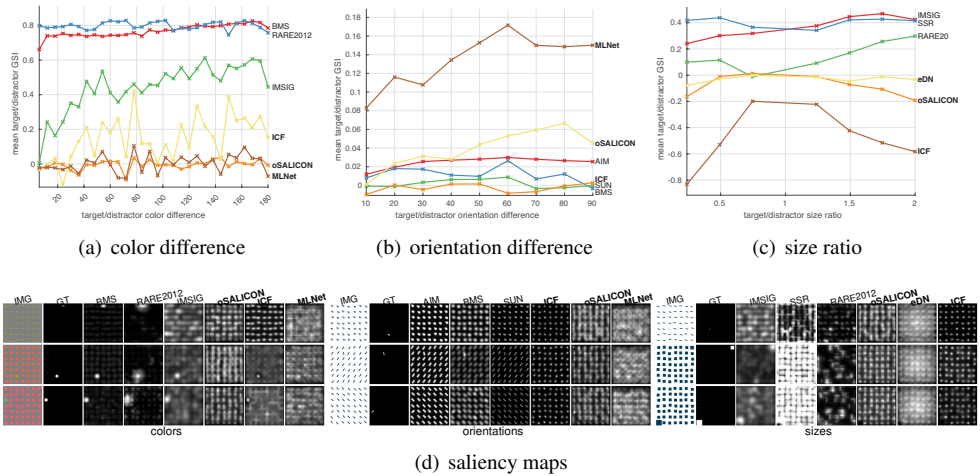 mean target/distractor GSI
0.8
0.6
0.4
0.2
0
20 40 60 80 100 120 140 160 180
target/distractor color difference
BMS
RARE2012
IMSIG
ICF
oSALICON
MLNet
(a) color difference
mean target/distractor GSI
0.18
0.16
0.14
0.12
0.1
0.08
0.06
0.04
0.02
0
10 20 30 40 50 60 70 80 90
target/distractor orientation difference
MLNet
oSALICON
AIM
ICF
SUN
BMS
(b) orientation difference
mean target/distractor GSI
0.4
0.2
0
-0.2
-0.4
-0.6
-0.8
0.5 1 1.5 2
target/distractor size ratio
IMSIG
SSR
RARE20
eDN
oSALICON
ICF
(c) size ratio
IMG GT BMS RARE2012 IMSIG oSALICON ICF MLNet
colors
IMG GT AIM BMS SUN ICF oSALICON MLNet
orientations
IMG GT IMSIG SSR RARE2012 oSALICON eDN ICF
sizes
(d) saliency maps